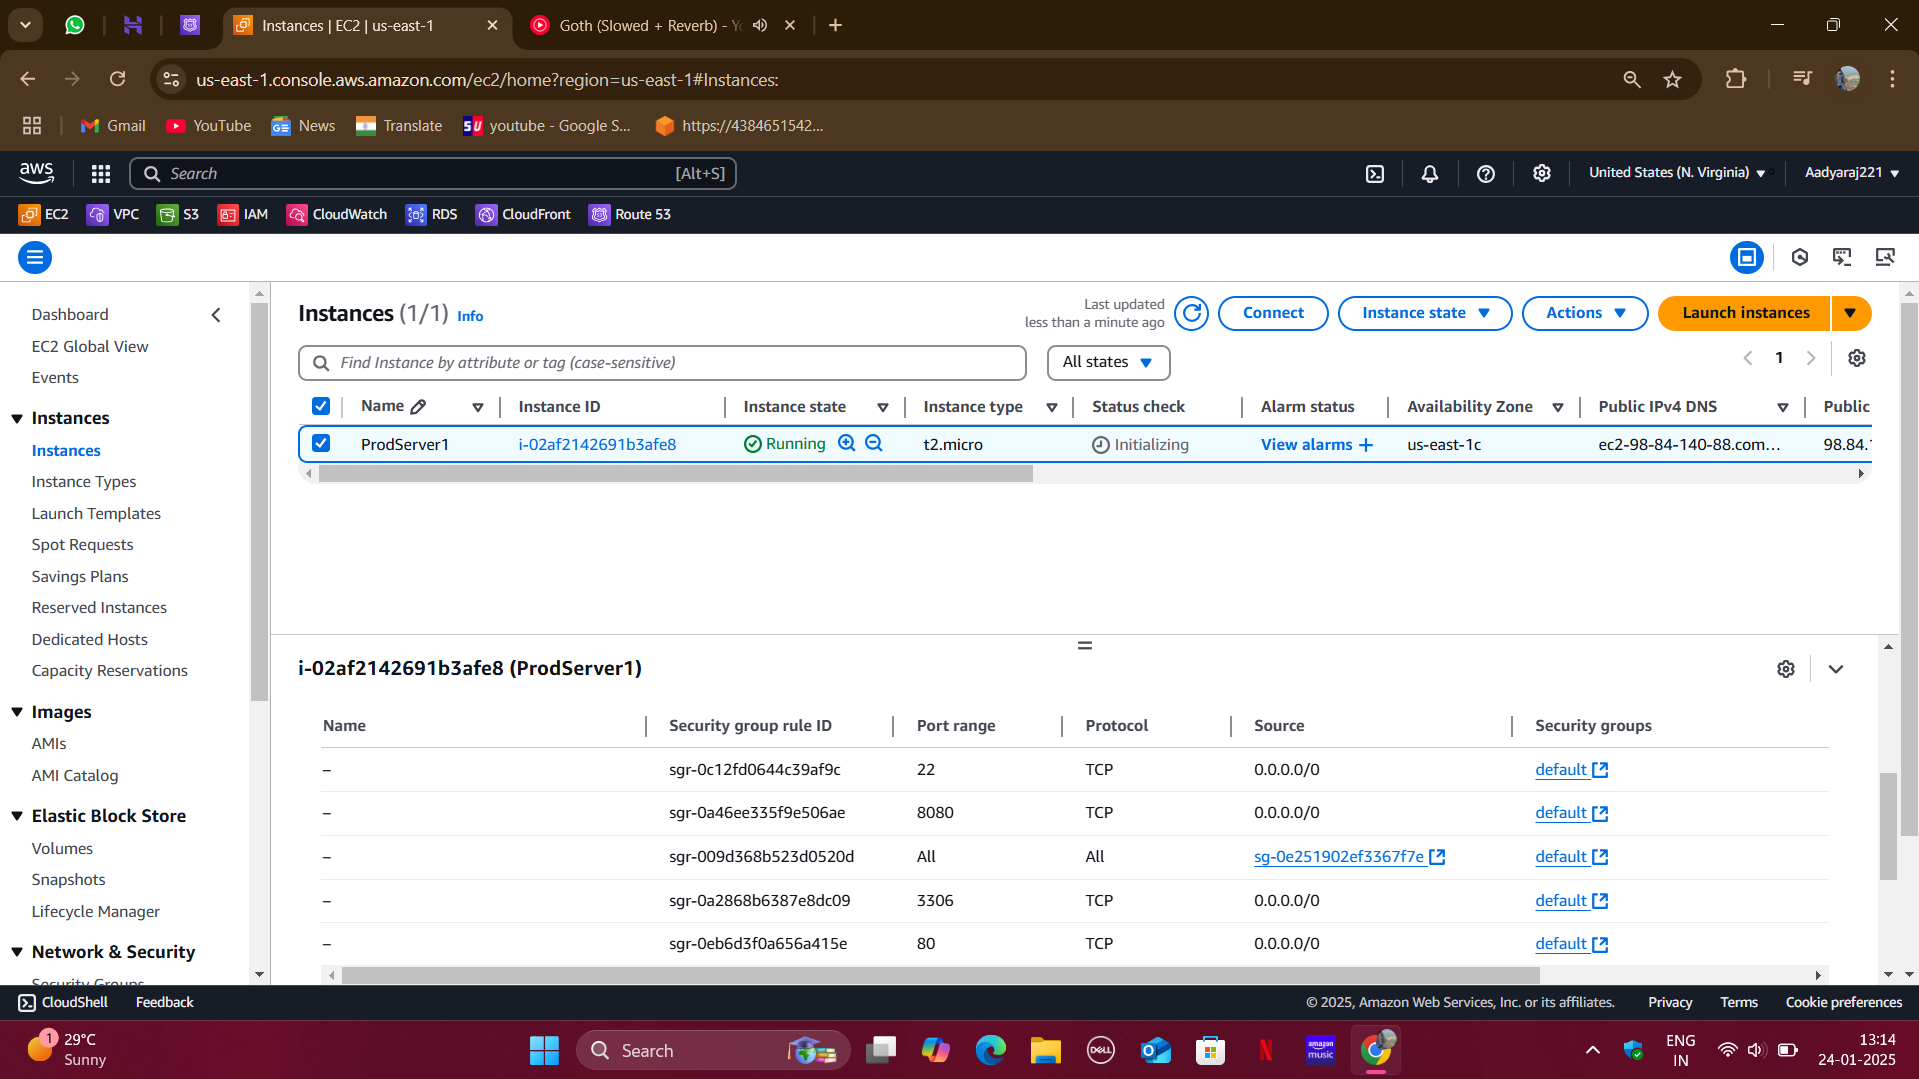 Instances | EC2 | us-east-1
Goth (Slowed + Reverb) - Yo
us-east-1.console.aws.amazon.com/ec2/home?region=us-east-1#Instances:
Gmail
YouTube
News
Translate
youtube - Google S...
https://4384651542...
aws
Search
[Alt+S]
United States (N. Virginia)
Aadyaraj221
EC2
VPC
S3
IAM
CloudWatch
RDS
CloudFront
Route 53
Dashboard
EC2 Global View
Events
Instances
Instances
Instance Types
Launch Templates
Spot Requests
Savings Plans
Reserved Instances
Dedicated Hosts
Capacity Reservations
Images
AMIs
AMI Catalog
Elastic Block Store
Volumes
Snapshots
Lifecycle Manager
Network & Security
Security Groups
Instances (1/1) Info
Last updated
less than a minute ago
Connect
Instance state
Actions
Launch instances
Find Instance by attribute or tag (case-sensitive)
All states
1
Name Instance ID Instance state Instance type Status check Alarm status Availability Zone Public IPv4 DNS Public
ProdServer1 i-02af2142691b3afe8 Running t2.micro Initializing View alarms + us-east-1c ec2-98-84-140-88.com... 98.84.
i-02af2142691b3afe8 (ProdServer1)
Name Security group rule ID Port range Protocol Source Security groups
– sgr-0c12fd0644c39af9c 22 TCP 0.0.0.0/0 default
– sgr-0a46ee335f9e506ae 8080 TCP 0.0.0.0/0 default
– sgr-009d368b523d0520d All All sg-0e251902ef3367f7e default
– sgr-0a2868b6387e8dc09 3306 TCP 0.0.0.0/0 default
– sgr-0eb6d3f0a656a415e 80 TCP 0.0.0.0/0 default
CloudShell
Feedback
© 2025, Amazon Web Services, Inc. or its affiliates.
Privacy
Terms
Cookie preferences
1
29°C
Sunny
Search
DELL
amazon
music
ENG
IN
13:14
24-01-2025